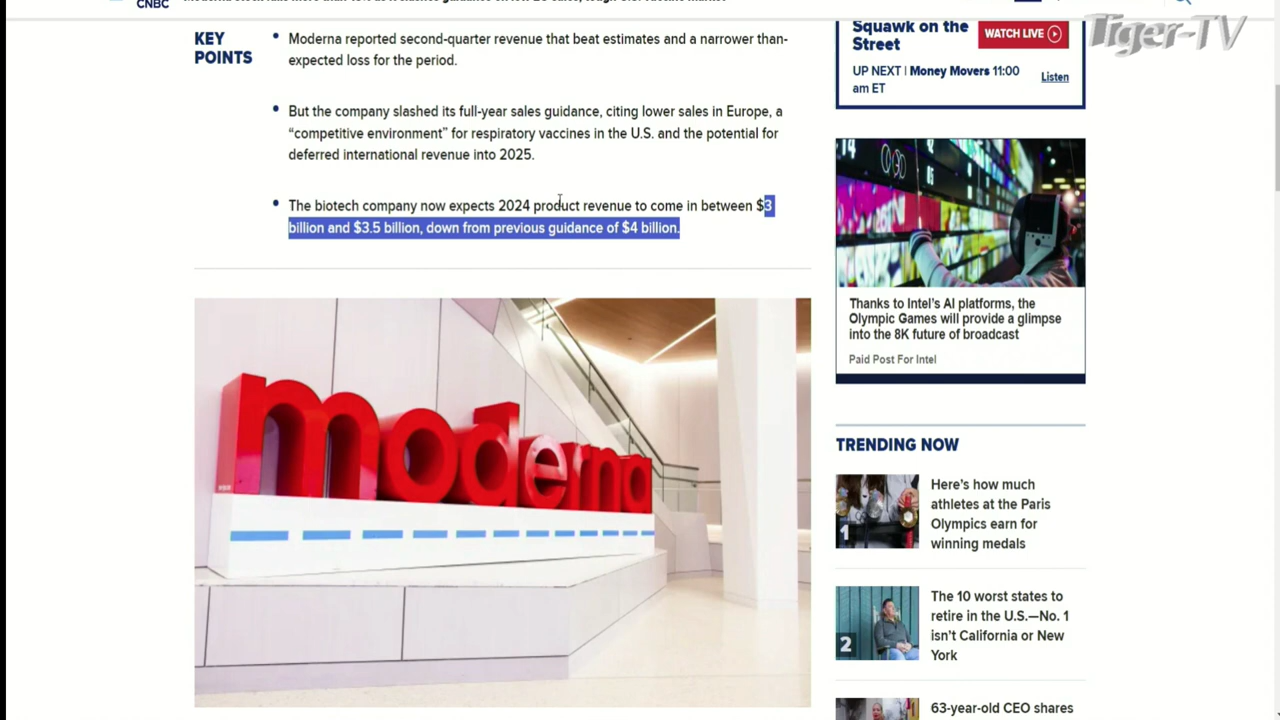 CNBC
KEY
POINTS
Moderna reported second-quarter revenue that beat estimates and a narrower than-
expected loss for the period.
But the company slashed its full-year sales guidance, citing lower sales in Europe, a
“competitive environment” for respiratory vaccines in the U.S. and the potential for
deferred international revenue into 2025.
The biotech company now expects 2024 product revenue to come in between $3
billion and $3.5 billion, down from previous guidance of $4 billion.
moderna
Tiger-TV
Squawk on the
Street
WATCH LIVE
UP NEXT | Money Movers 11:00
am ET
Listen
Thanks to Intel's AI platforms, the
Olympic Games will provide a glimpse
into the 8K future of broadcast
Paid Post For Intel
TRENDING NOW
1
Here's how much
athletes at the Paris
Olympics earn for
winning medals
2
The 10 worst states to
retire in the U.S.—No. 1
isn't California or New
York
63-year-old CEO shares